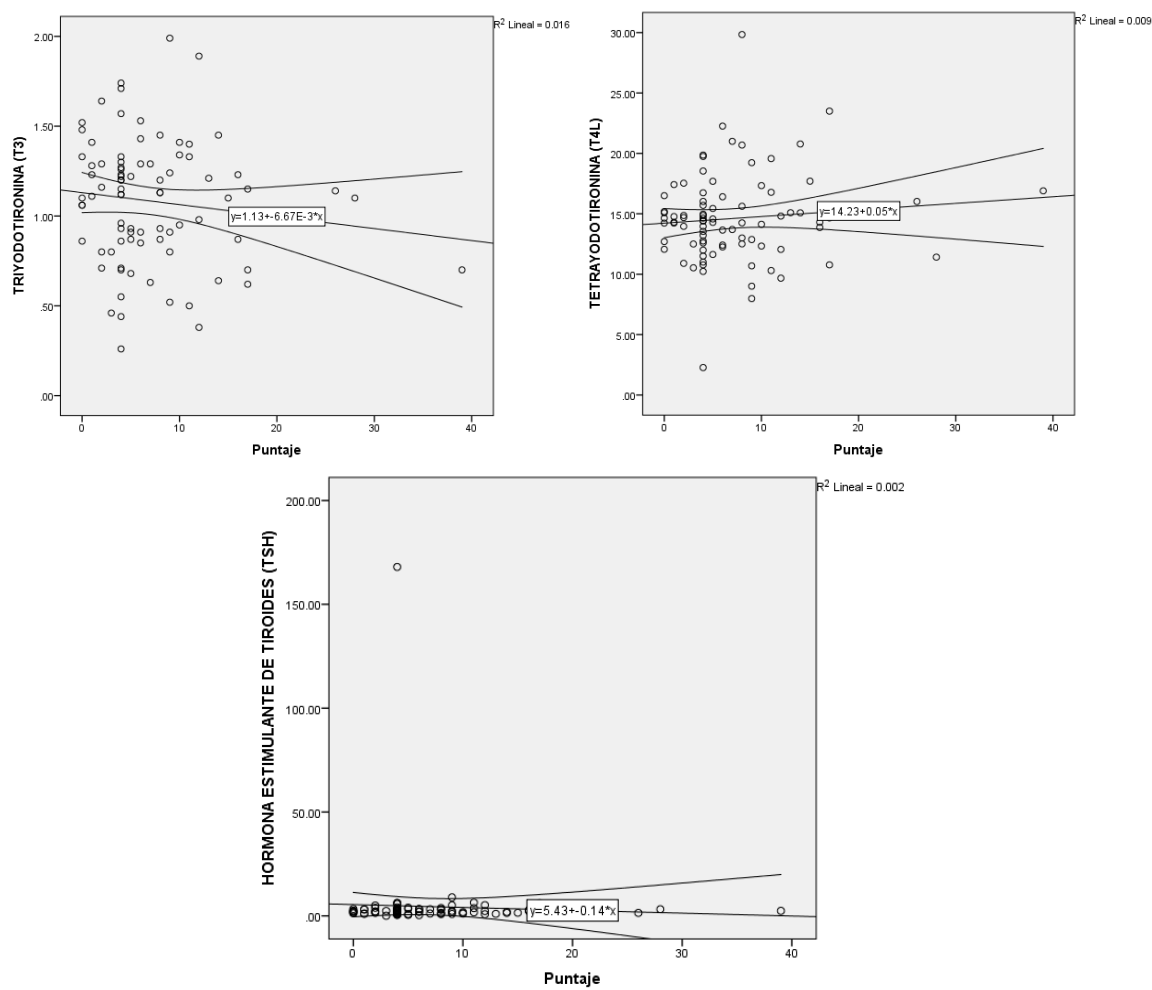 R2 Lineal = 0.016
2.00
1.50
1.00
.50
.00
TRIYODOTIRONINA (T3)
y=1.13+-6.67E-3*x
0 10 20 30 40
Puntaje
R2 Lineal = 0.009
30.00
25.00
20.00
15.00
10.00
5.00
.00
TETRAYODOTIRONINA (T4L)
y=14.23+0.05*x
0 10 20 30 40
Puntaje
R2 Lineal = 0.002
200.00
150.00
100.00
50.00
.00
HORMONA ESTIMULANTE DE TIROIDES (TSH)
y=5.43+-0.14*x
0 10 20 30 40
Puntaje